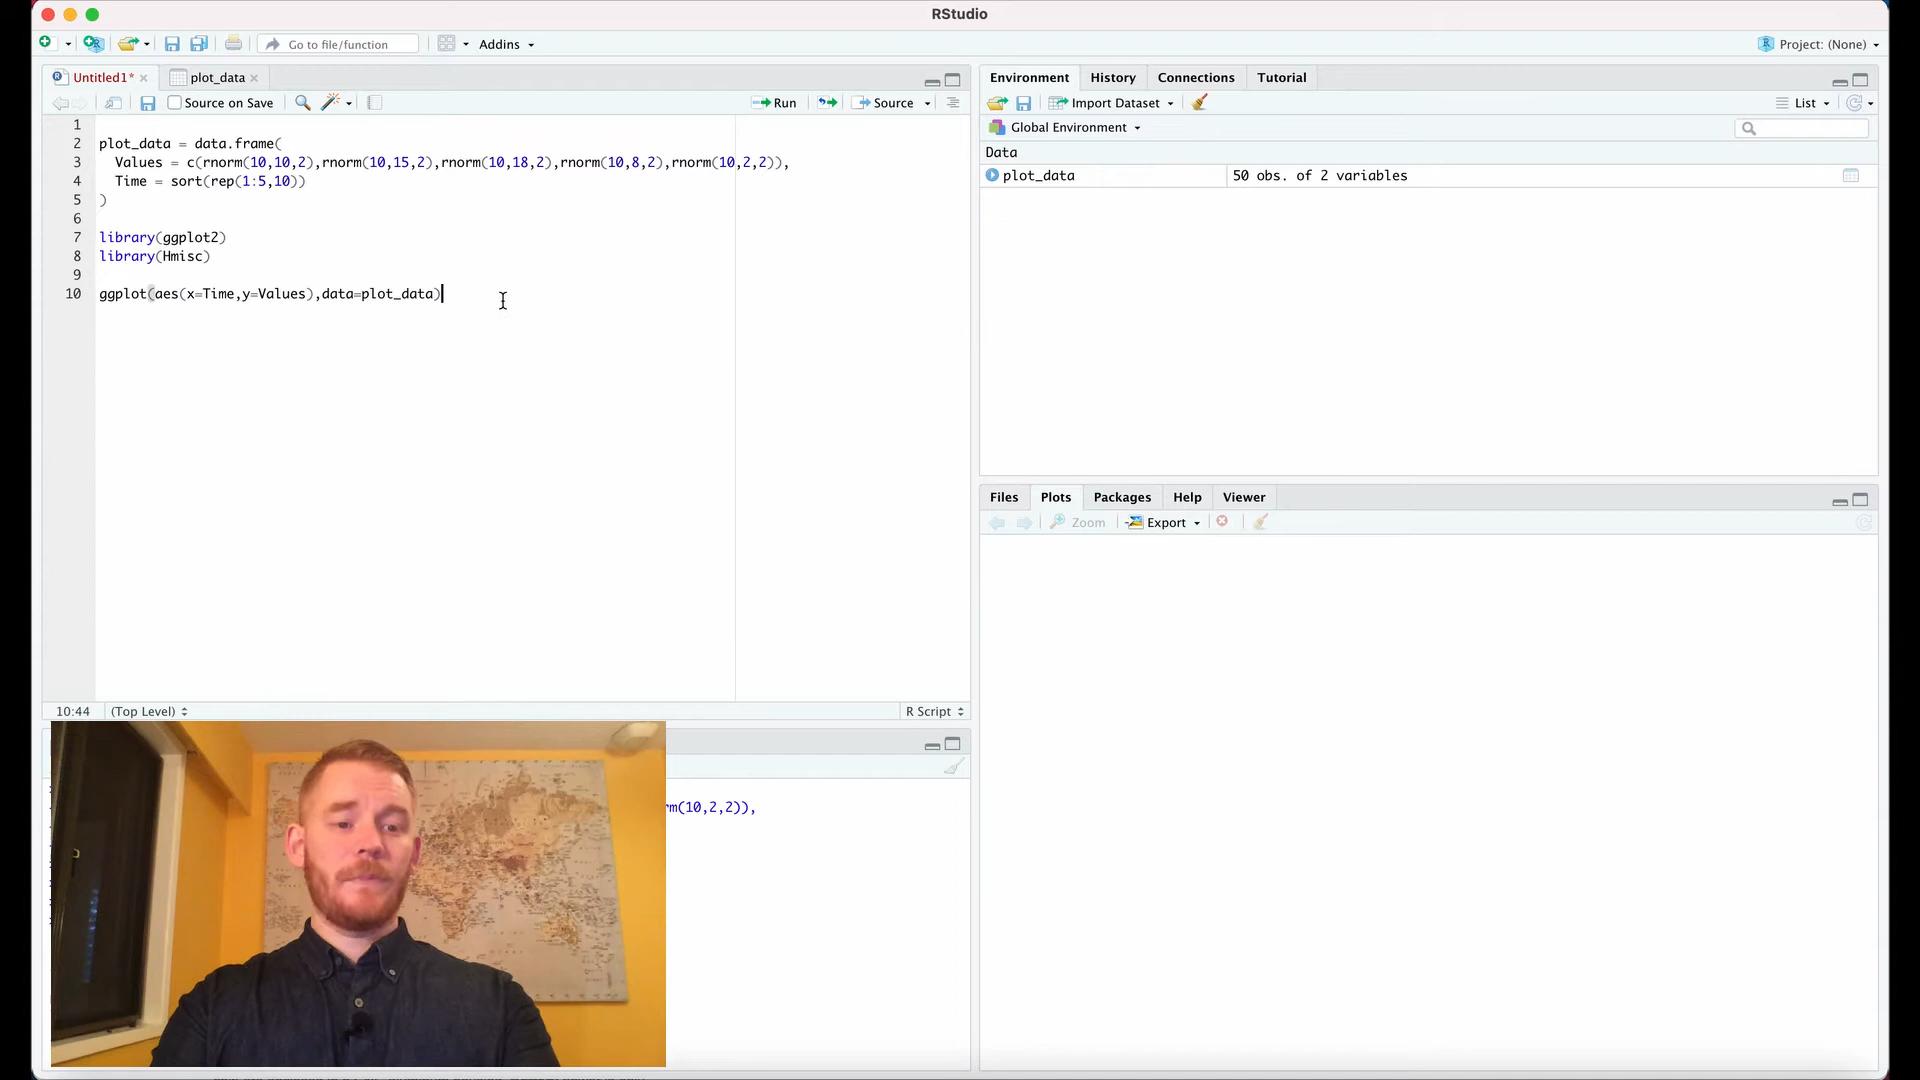 RStudio
Go to file/function
Addins
Project: (None)
Untitled1*
plot_data
Source on Save
Run
Source
1
2 plot_data = data.frame(
3 Values = c(rnorm(10,10,2),rnorm(10,15,2),rnorm(10,18,2),rnorm(10,8,2),rnorm(10,2,2)),
4 Time = sort(rep(1:5,10))
5 )
6
7 library(ggplot2)
8 library(Hmisc)
9
10 ggplot(aes(x=Time,y=Values),data=plot_data)
10:44 (Top Level)
R Script
rm(10,2,2)),
Environment History Connections Tutorial
Import Dataset
List
Global Environment
Data
plot_data 50 obs. of 2 variables
Files Plots Packages Help Viewer
Zoom Export